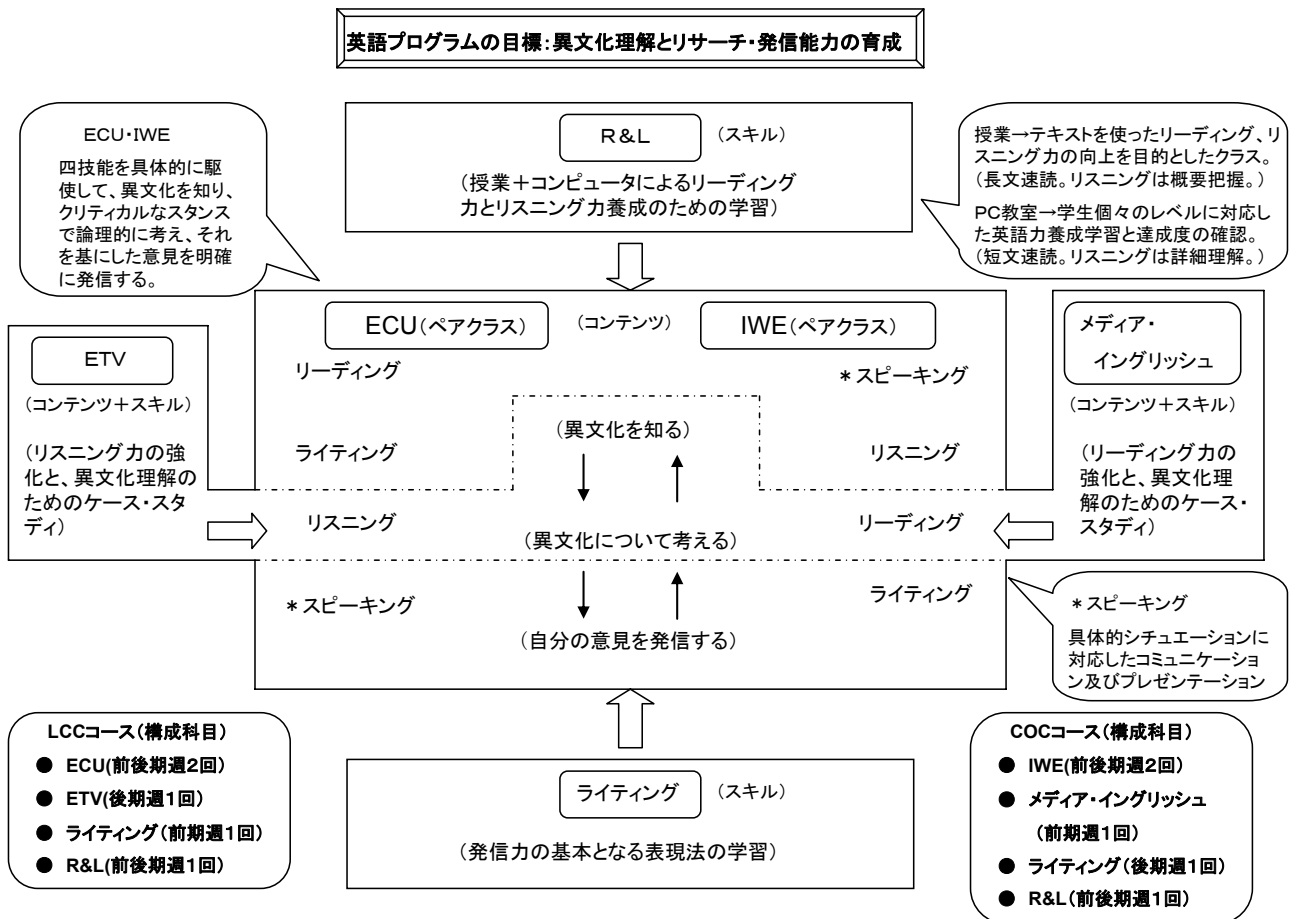 英語プログラムの目標：異文化理解とリサーチ・発信能力の育成
ECU・IWE
四技能を具体的に駆
使して、異文化を知り、
クリティカルなスタンス
で論理的に考え、それ
を基にした意見を明確
に発信する。
R&L （スキル）
（授業＋コンピュータによるリーディング
力とリスニング力養成のための学習）
授業→テキストを使ったリーディング、リ
スニング力の向上を目的としたクラス。
（長文速読。リスニングは概要把握。）
PC教室→学生個々のレベルに対応し
た英語力養成学習と達成度の確認。
（短文速読。リスニングは詳細理解。）
ETV
（コンテンツ＋スキル）
（リスニング力の強
化と、異文化理解の
ためのケース・スタ
ディ）
ECU（ペアクラス） （コンテンツ） IWE（ペアクラス）
リーディング
＊スピーキング
（異文化を知る）
ライティング
リスニング
リスニング
リーディング
（異文化について考える）
＊スピーキング
ライティング
（自分の意見を発信する）
メディア・
イングリッシュ
（コンテンツ＋スキル）
（リーディング力の
強化と、異文化理
解のためのケース・
スタディ）
＊スピーキング
具体的シチュエーションに
対応したコミュニケーショ
ン及びプレゼンテーション
LCCコース（構成科目）
● ECU(前後期週2回）
● ETV(後期週1回）
● ライティング（前期週1回）
● R&L(前後期週1回）
ライティング （スキル）
（発信力の基本となる表現法の学習）
COCコース（構成科目）
● IWE(前後期週2回）
● メディア・イングリッシュ
（前期週1回）
● ライティング（後期週1回）
● R&L（前後期週1回）